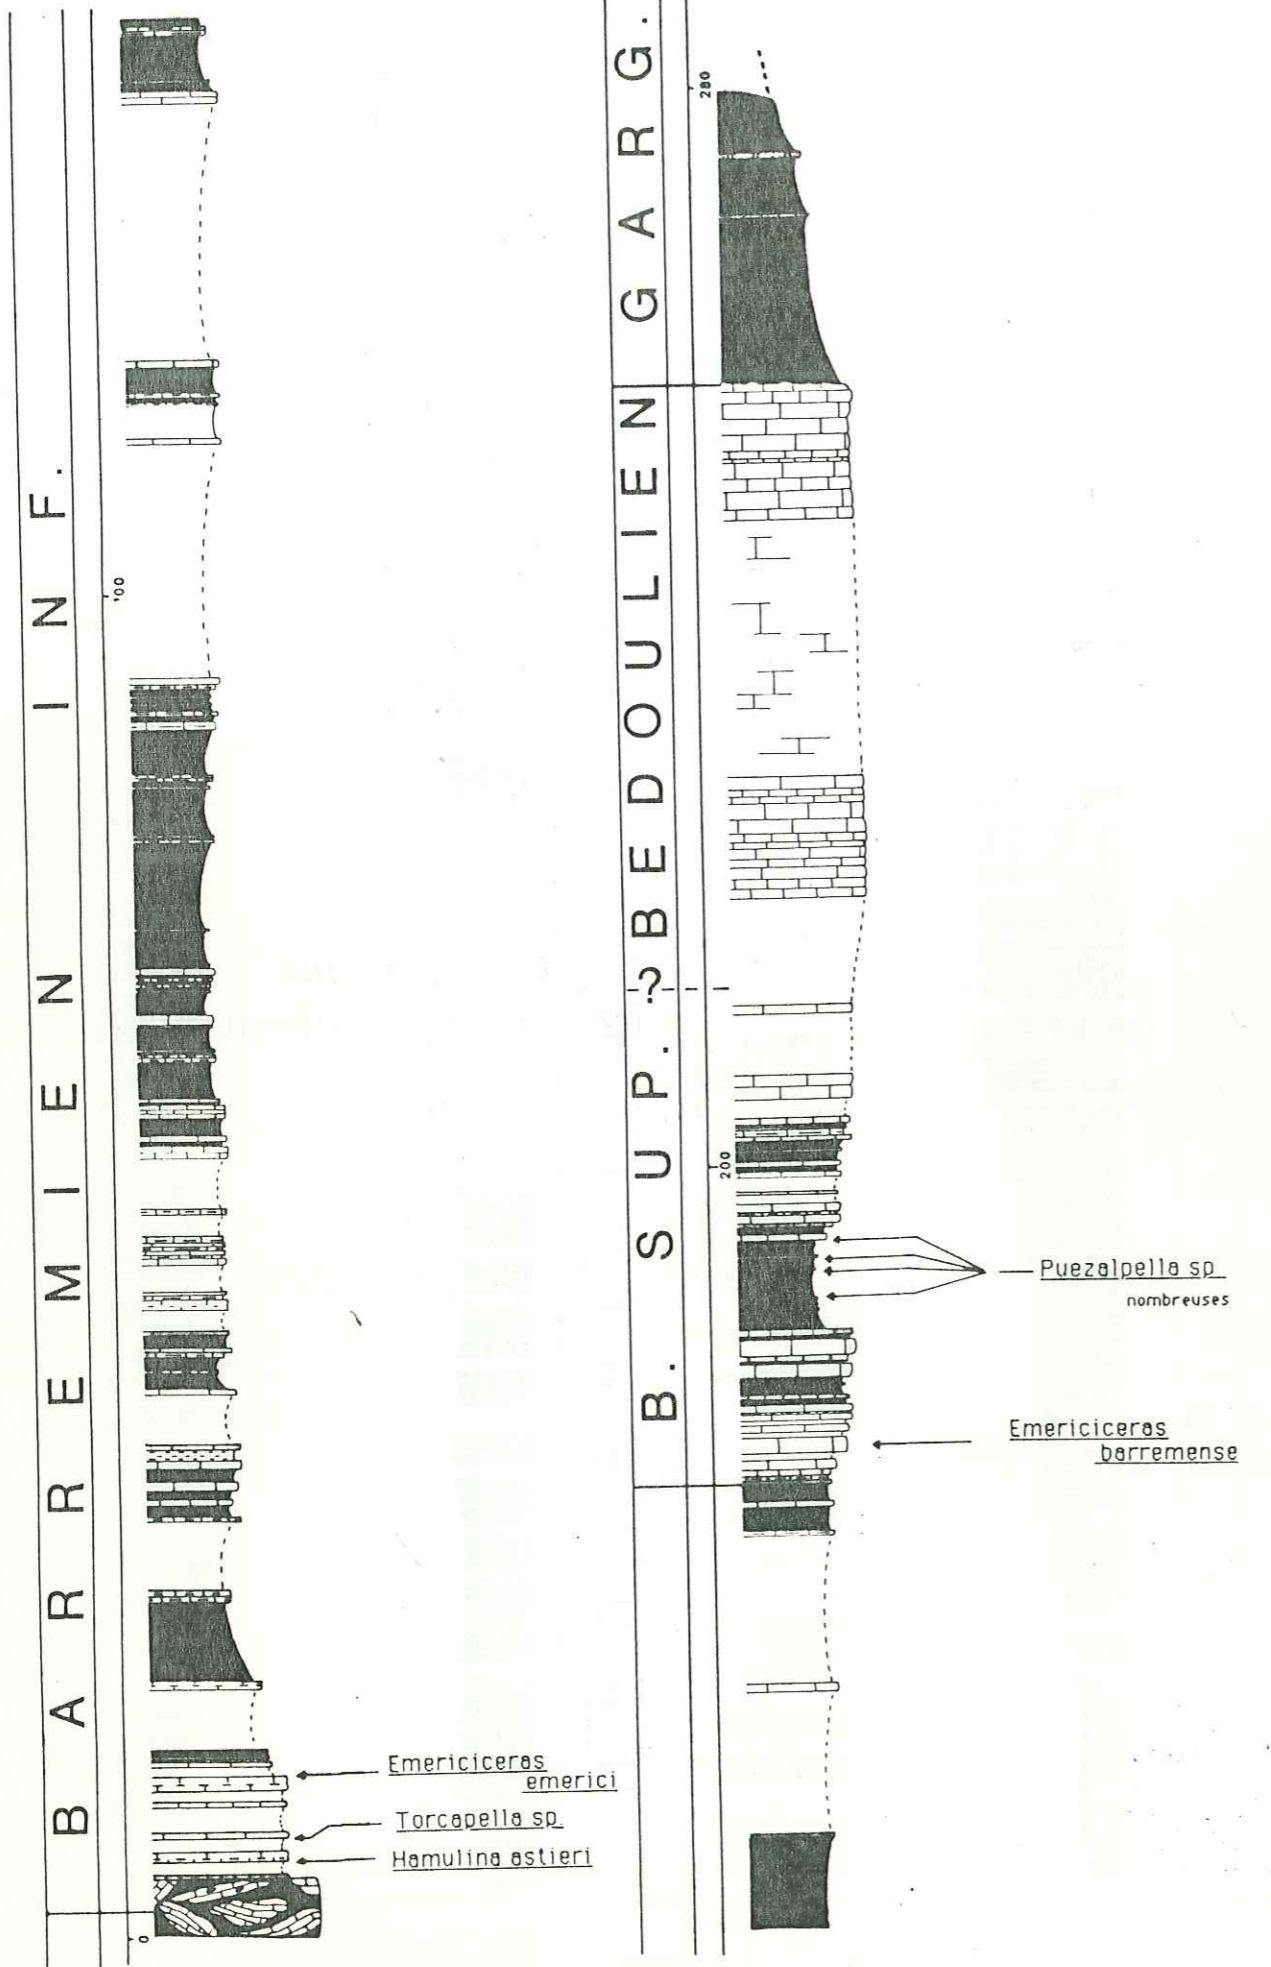 BARREMIEN INF.
0
100
Emericiceras
emerici
Torcapella sp.
Hamulina astieri
B. SUP. ? BEDOULIEN GARG.
200
280
Puezalpella sp
nombreuses
Emericiceras
barremense